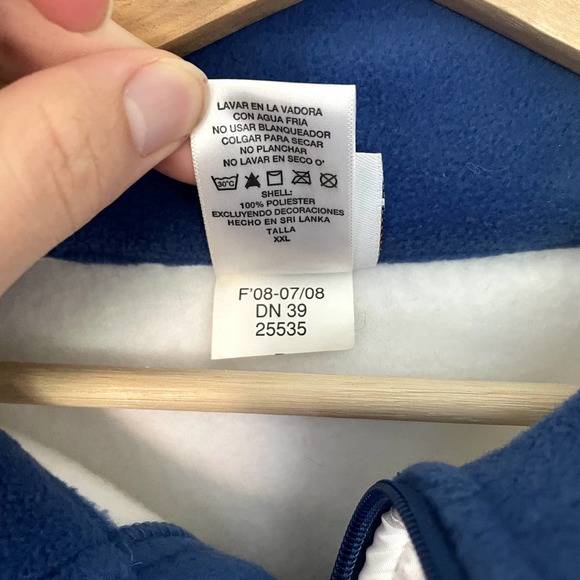 LAVAR EN LA VADORA
CON AGUA FRIA
NO USAR BLANQUEADOR
COLGAR PARA SECAR
NO PLANCHAR
NO LAVAR EN SECO O'
30°C
SHELL:
100% POLIESTER
EXCLUYENDO DECORACIONES
HECHO EN SRI LANKA
TALLA
XXL
F'08-07/08
DN 39
25535